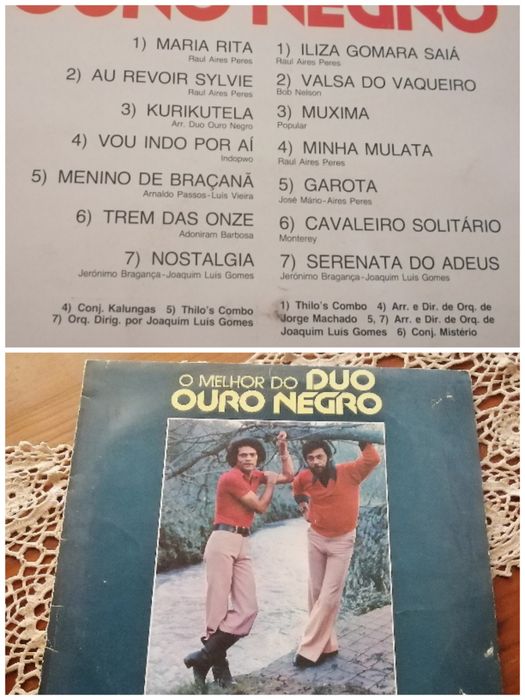 OURO NEGRO
1) MARIA RITA
Raul Aires Peres
2) AU REVOIR SYLVIE
Raul Aires Peres
3) KURIKUTELA
Arr. Duo Ouro Negro
4) VOU INDO POR AÍ
Indopwo
5) MENINO DE BRAÇANÃ
Arnaldo Passos-Luís Vieira
6) TREM DAS ONZE
Adoniram Barbosa
7) NOSTALGIA
Jerónimo Bragança-Joaquim Luís Gomes
4) Conj. Kalungas 5) Thilo's Combo
7) Orq. Dirig. por Joaquim Luís Gomes
1) ILIZA GOMARA SAIÁ
Raul Aires Peres
2) VALSA DO VAQUEIRO
Bob Nelson
3) MUXIMA
Popular
4) MINHA MULATA
Raul Aires Peres
5) GAROTA
José Mário-Aires Peres
6) CAVALEIRO SOLITÁRIO
Monterey
7) SERENATA DO ADEUS
Jerónimo Bragança-Joaquim Luís Gomes
1) Thilo's Combo 4) Arr. e Dir. de Orq. de
Jorge Machado 5, 7) Arr. e Dir. de Orq. de
Joaquim Luís Gomes 6) Conj. Mistério
O MELHOR DO DUO
OURO NEGRO